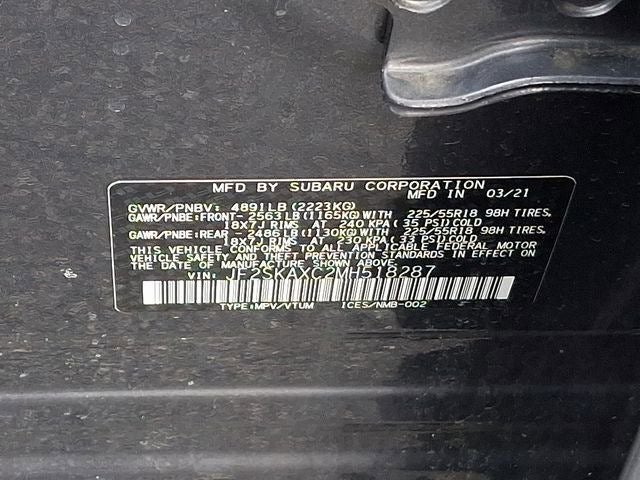 MFD BY SUBARU CORPORATION
MFD IN 03/21
GVWR/PNBV: 4891LB(2223KG)
GAWR/PNBE:FRONT-2563LB(1165KG)WITH 225/55R18 98H TIRES,
18X7J RIMS AT 240 KPA(35 PSI)COLD
GAWR/PNBE:REAR -2486LB(1130KG)WITH 225/55R18 98H TIRES,
18X7J RIMS AT 230 KPA(33 PSI)COLD
THIS VEHICLE CONFORMS TO ALL APPLICABLE FEDERAL MOTOR
VEHICLE SAFETY AND THEFT PREVENTION STANDARDS IN EFFECT ON
THE DATE OF MANUFACTURE SHOWN ABOVE.
VIN: JF2SKAXC2MH518287
TYPE:MPV/VTUM ICES/NMB-002